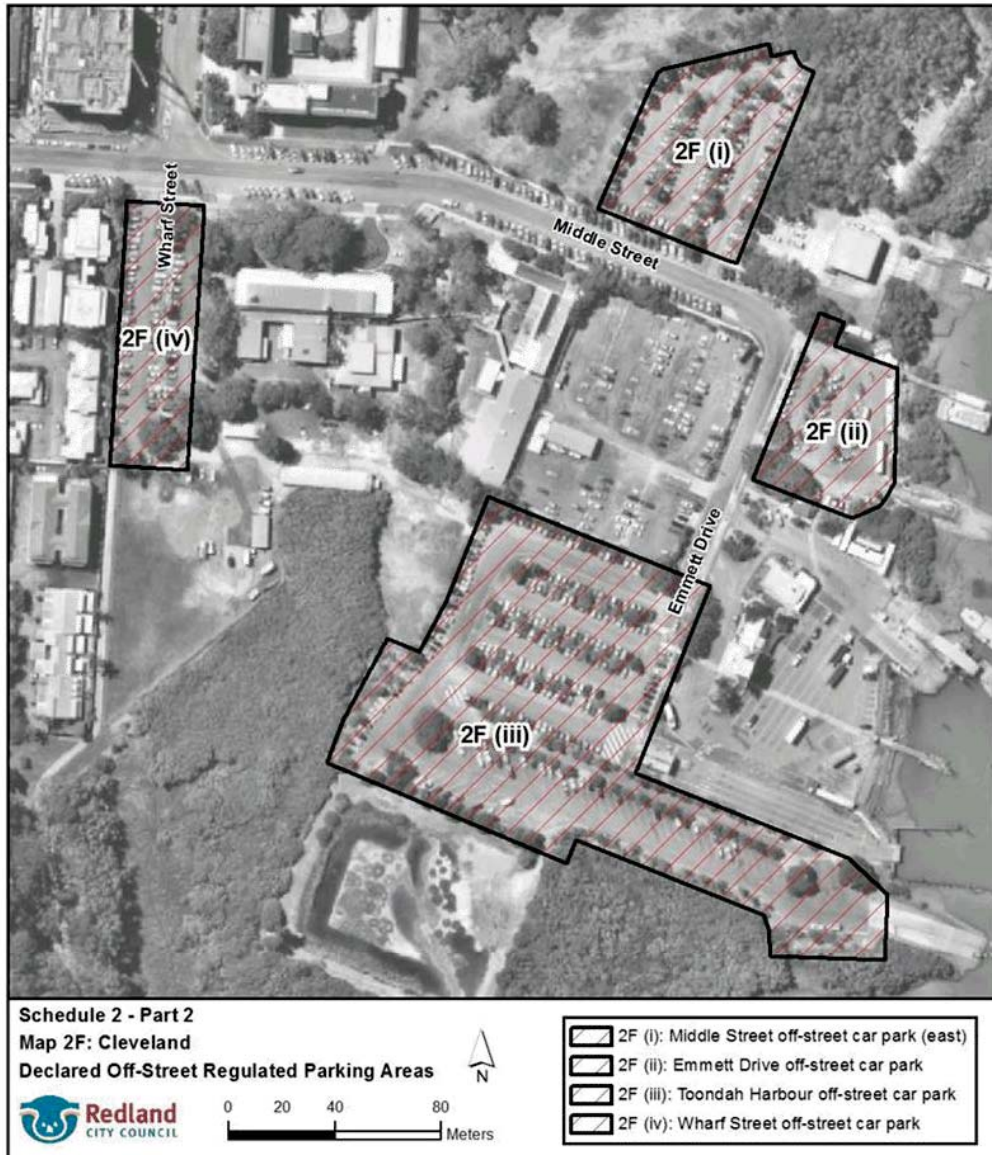 2F (i)
Wharf Street
Middle Street
2F (iv)
2F (ii)
Emmett Drive
2F (iii)
Schedule 2 - Part 2
Map 2F: Cleveland
Declared Off-Street Regulated Parking Areas
Redland
CITY COUNCIL
N
0 20 40 80
Meters
2F (i): Middle Street off-street car park (east)
2F (ii): Emmett Drive off-street car park
2F (iii): Toondah Harbour off-street car park
2F (iv): Wharf Street off-street car park